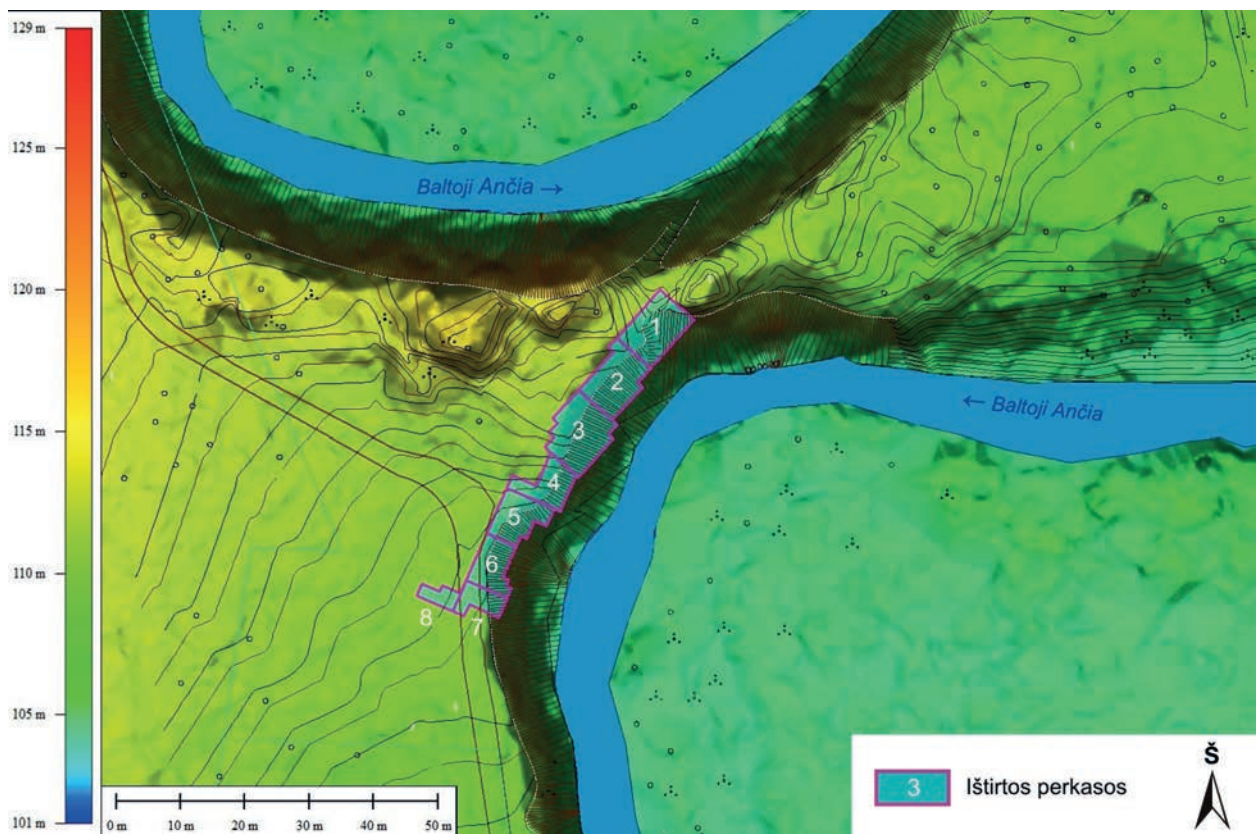 129 m
125 m
120 m
115 m
110 m
105 m
101 m
Baltoji Ančia →
← Baltoji Ančia
1
2
3
4
5
6
7
8
0 m 10 m 20 m 30 m 40 m 50 m
3 Ištirtos perkasos
Š